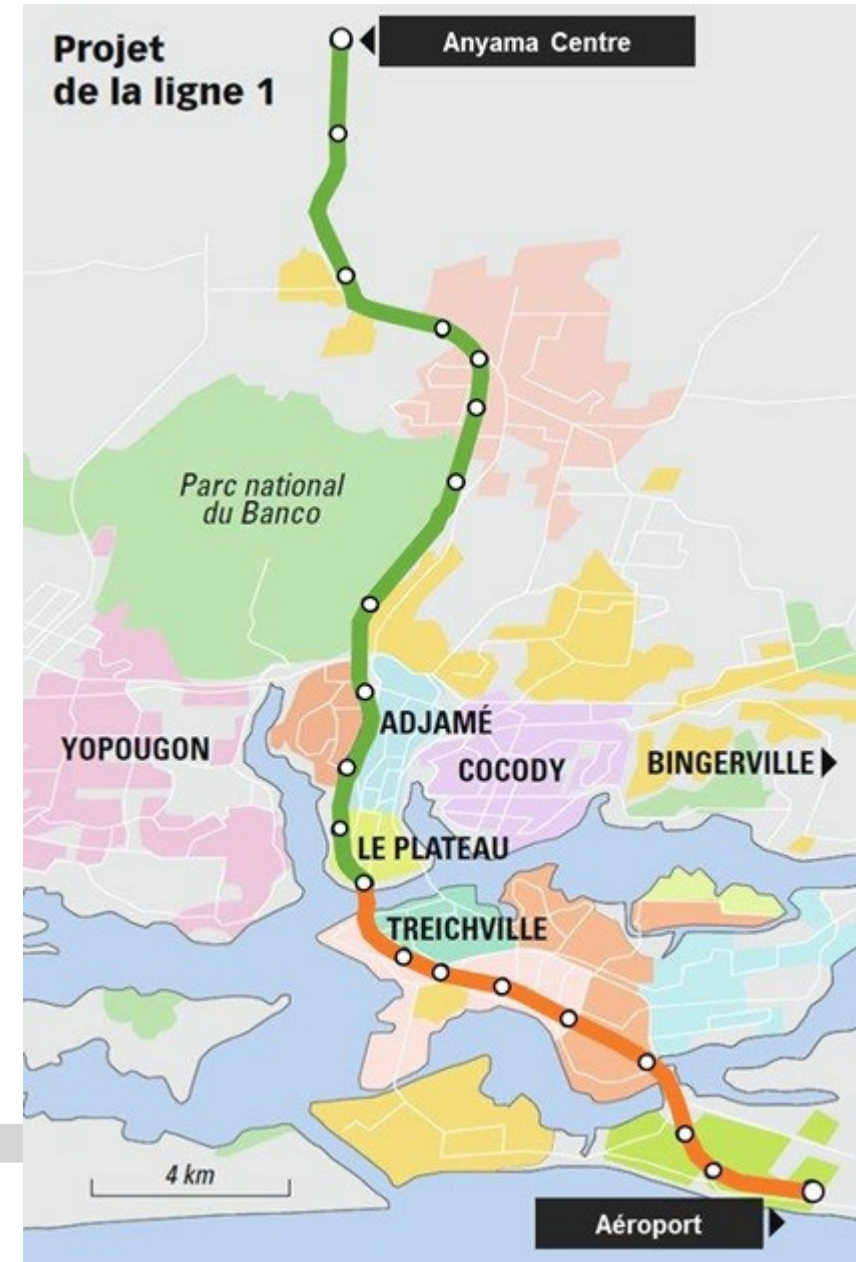 Projet
de la ligne 1
Anyama Centre
Parc national
du Banco
ADJAMÉ
YOPOUGON
COCODY
BINGERVILLE
LE PLATEAU
TREICHVILLE
4 km
Aéroport